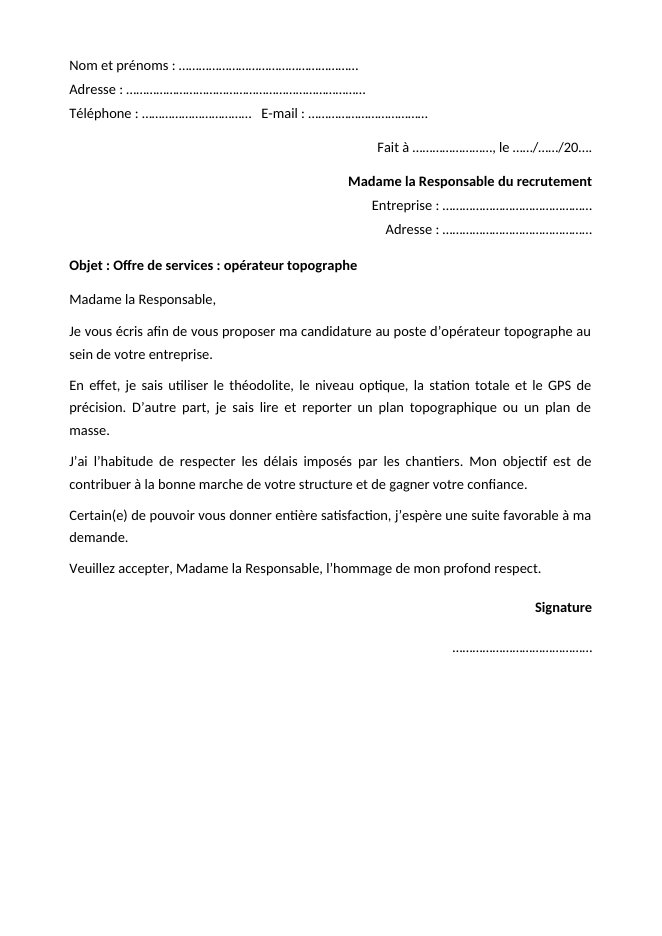 Nom et prénoms : ……………………………………………….
Adresse : ……………………………………………………………….
Téléphone : …………………………… E-mail : ………………………………
Fait à ……………………, le ……/……/20….
Madame la Responsable du recrutement
Entreprise : ………………………………………
Adresse : ………………………………………
Objet : Offre de services : opérateur topographe
Madame la Responsable,
Je vous écris afin de vous proposer ma candidature au poste d’opérateur topographe au
sein de votre entreprise.
En effet, je sais utiliser le théodolite, le niveau optique, la station totale et le GPS de
précision. D’autre part, je sais lire et reporter un plan topographique ou un plan de
masse.
J’ai l’habitude de respecter les délais imposés par les chantiers. Mon objectif est de
contribuer à la bonne marche de votre structure et de gagner votre confiance.
Certain(e) de pouvoir vous donner entière satisfaction, j’espère une suite favorable à ma
demande.
Veuillez accepter, Madame la Responsable, l’hommage de mon profond respect.
Signature
……………………………………